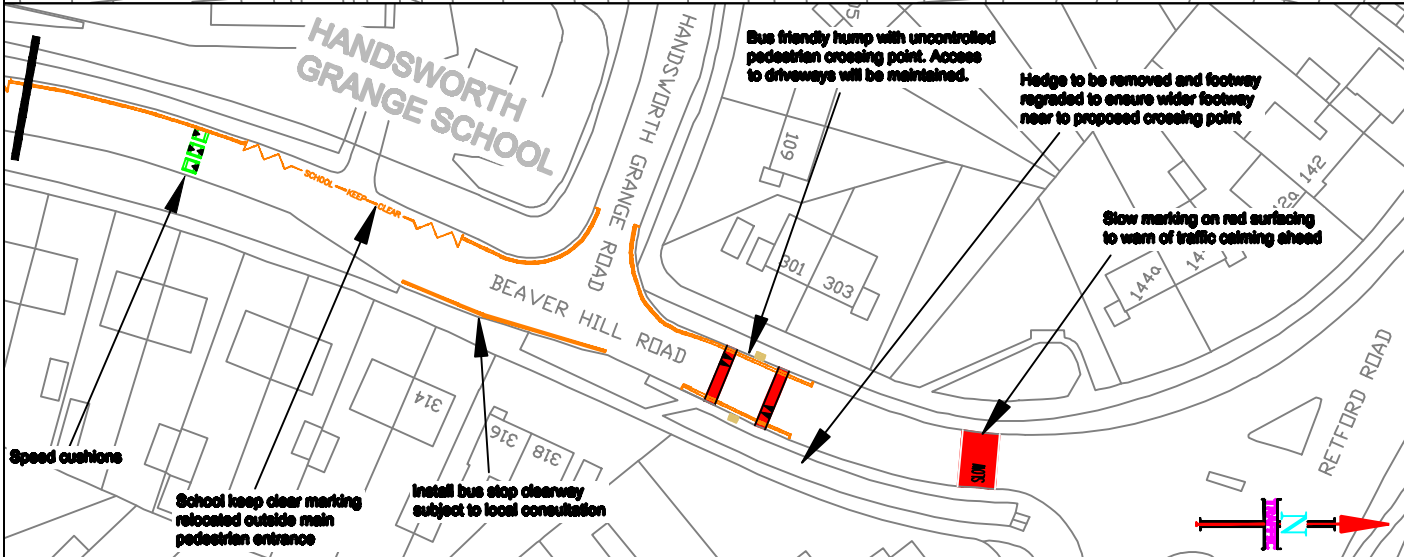 HANDSWORTH
GRANGE SCHOOL
HANDSWORTH GRANGE ROAD
Bus friendly hump with uncontrolled
pedestrian crossing point. Access
to driveways will be maintained.
Hedge to be removed and footway
regraded to ensure wider footway
near to proposed crossing point
Slow marking on red surfacing
to warn of traffic calming ahead
109
142
144a
301
303
SCHOOL KEEP CLEAR
BEAVER HILL ROAD
RETFORD ROAD
314
316
318
SLOW
Speed cushions
School keep clear marking
relocated outside main
pedestrian entrance
Install bus stop clearway
subject to local consultation
N